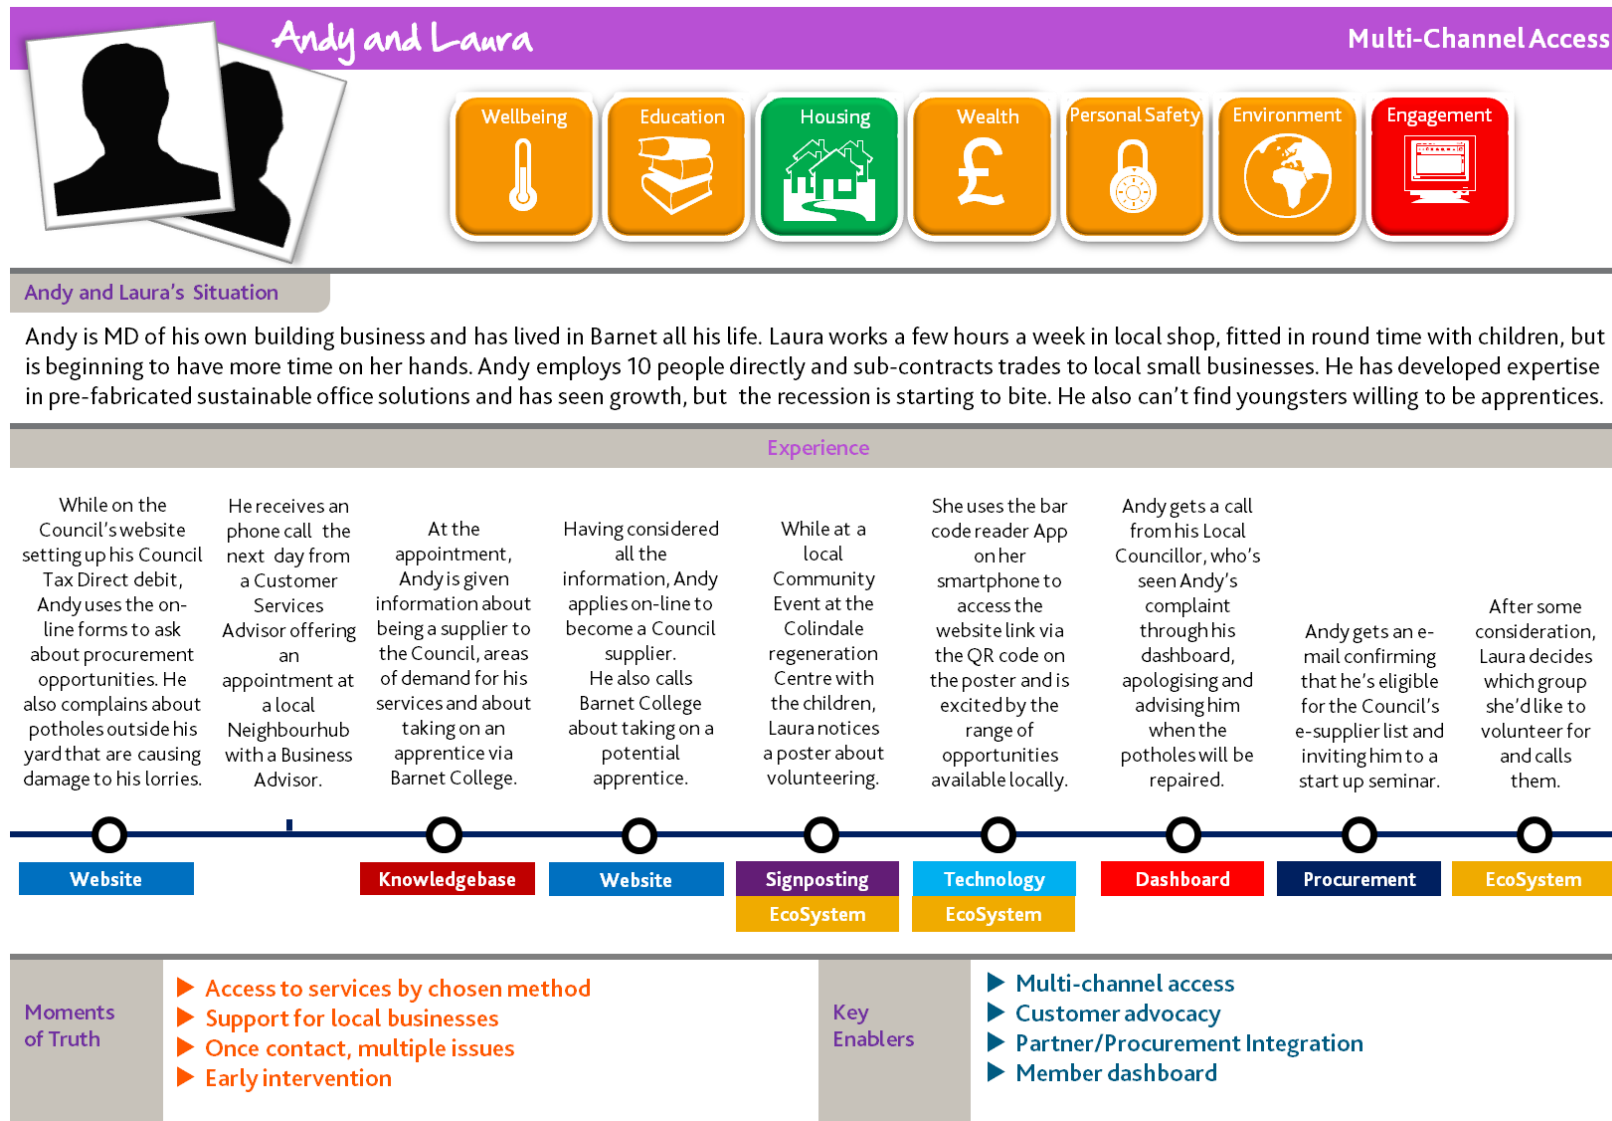 Andy and Laura
Multi-Channel Access
Wellbeing
Education
Housing
Wealth
£
Personal Safety
Environment
Engagement
Andy and Laura's Situation
Andy is MD of his own building business and has lived in Barnet all his life. Laura works a few hours a week in local shop, fitted in round time with children, but
is beginning to have more time on her hands. Andy employs 10 people directly and sub-contracts trades to local small businesses. He has developed expertise
in pre-fabricated sustainable office solutions and has seen growth, but the recession is starting to bite. He also can't find youngsters willing to be apprentices.
Experience
While on the
Council's website
setting up his Council
Tax Direct debit,
Andy uses the on-
line forms to ask
about procurement
opportunities. He
also complains about
potholes outside his
yard that are causing
damage to his lorries.
He receives an
phone call the
next day from
a Customer
Services
Advisor offering
an
appointment at
a local
Neighbourhub
with a Business
Advisor.
At the
appointment,
Andy is given
information about
being a supplier to
the Council, areas
of demand for his
services and about
taking on an
apprentice via
Barnet College.
Having considered
all the
information, Andy
applies on-line to
become a Council
supplier.
He also calls
Barnet College
about taking on a
potential
apprentice.
While at a
local
Community
Event at the
Colindale
regeneration
Centre with
the children,
Laura notices
a poster about
volunteering.
She uses the bar
code reader App
on her
smartphone to
access the
website link via
the QR code on
the poster and is
excited by the
range of
opportunities
available locally.
Andy gets a call
from his Local
Councillor, who's
seen Andy's
complaint
through his
dashboard,
apologising and
advising him
when the
potholes will be
repaired.
Andy gets an e-
mail confirming
that he's eligible
for the Council's
e-supplier list and
inviting him to a
start up seminar.
After some
consideration,
Laura decides
which group
she'd like to
volunteer for
and calls
them.
Website
Knowledgebase
Website
Signposting
EcoSystem
Technology
EcoSystem
Dashboard
Procurement
EcoSystem
Moments
of Truth
Access to services by chosen method
Support for local businesses
Once contact, multiple issues
Early intervention
Key
Enablers
Multi-channel access
Customer advocacy
Partner/Procurement Integration
Member dashboard